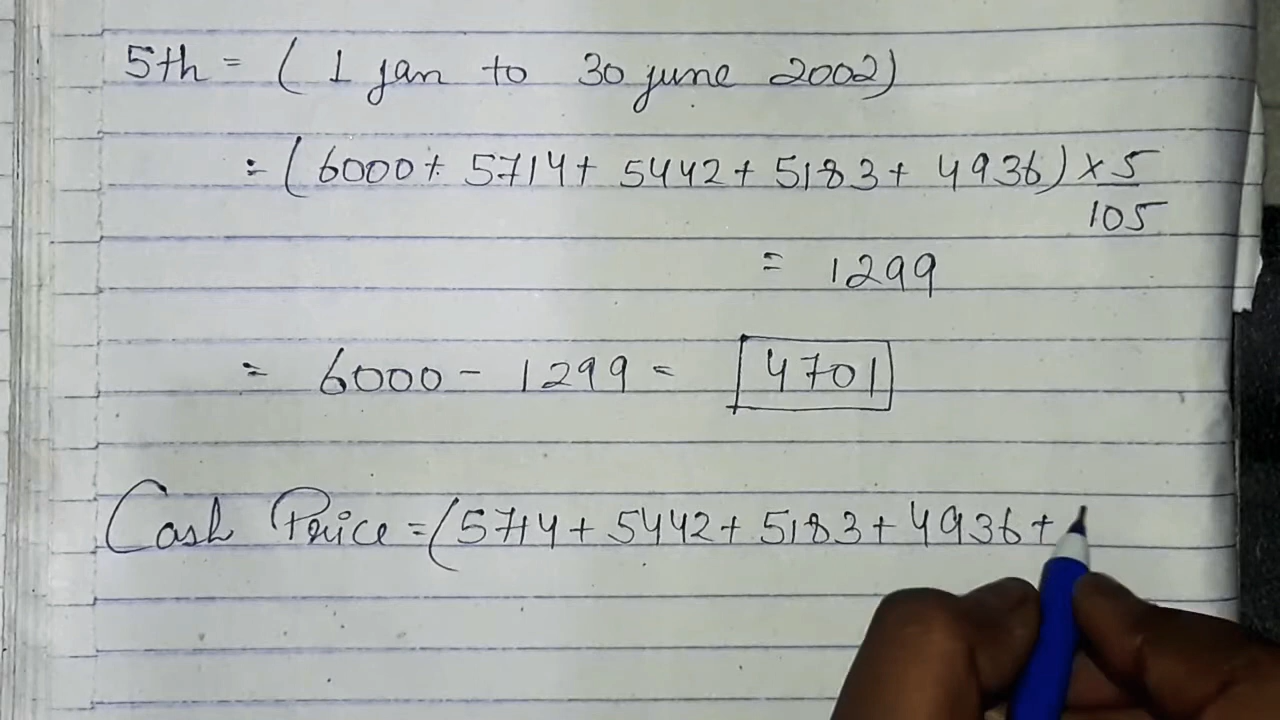 5th = ( 1 jan to 30 june 2002)
= (6000 + 5714 + 5442 + 5183 + 4936) × 5/105
= 1299
= 6000 - 1299 = 4701
Cash Price = (5714 + 5442 + 5183 + 4936 +